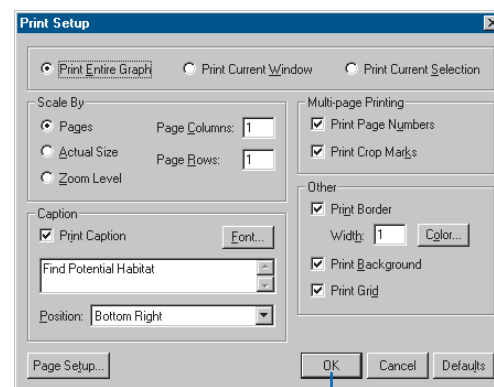 Print Setup
Print Entire Graph Print Current Window Print Current Selection
Scale By
Pages Page Columns: 1
Actual Size Page Rows: 1
Zoom Level
Multi-page Printing
Print Page Numbers
Print Crop Marks
Caption
Print Caption Font...
Find Potential Habitat
Position: Bottom Right
Other
Print Border
Width: 1 Color...
Print Background
Print Grid
Page Setup... OK Cancel Defaults